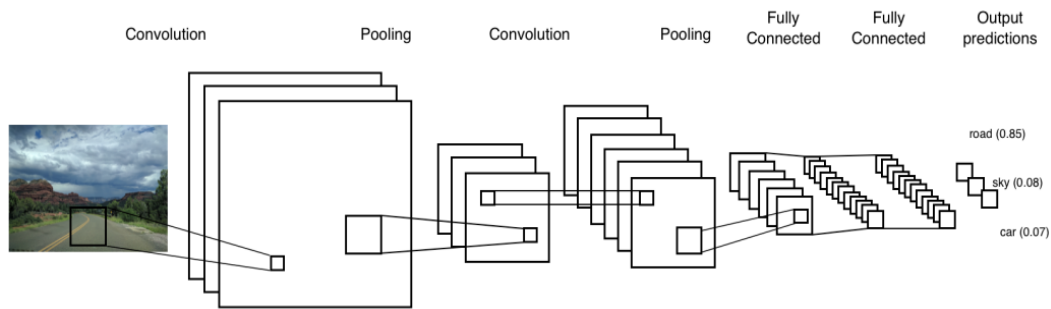 Convolution
Pooling
Convolution
Pooling
Fully
Connected
Fully
Connected
Output
predictions
road (0.85)
sky (0.08)
car (0.07)